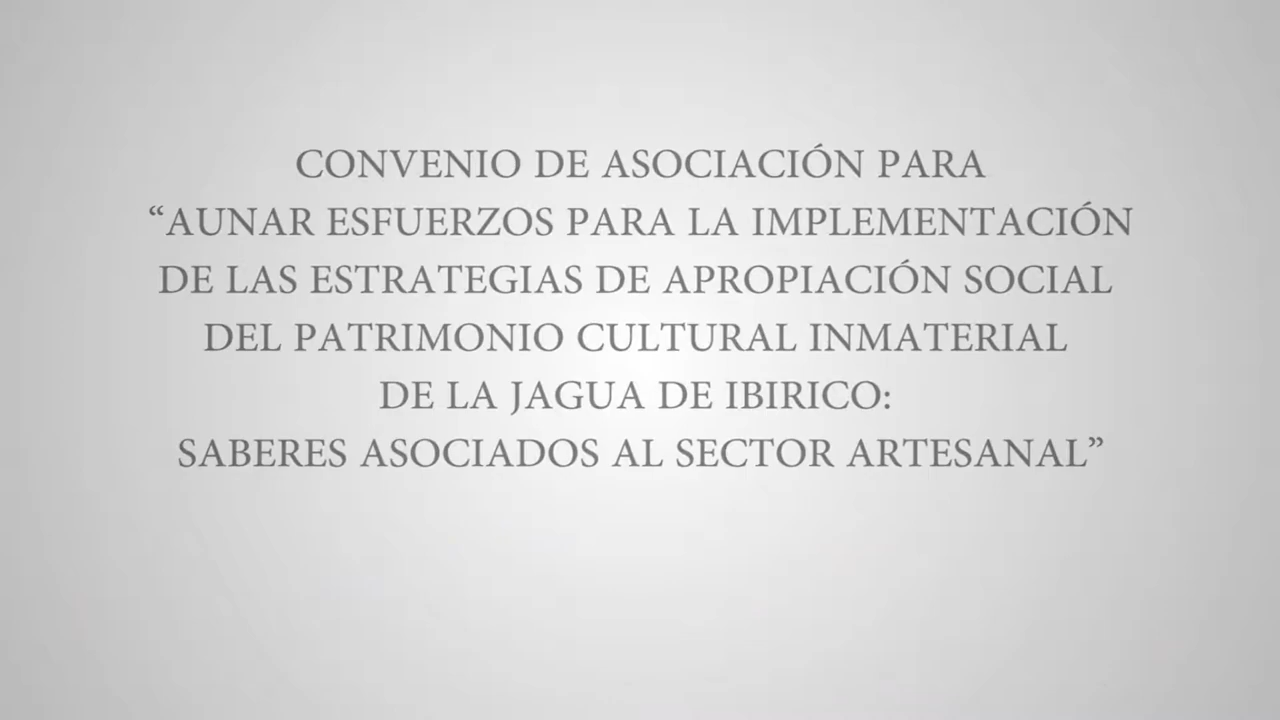 CONVENIO DE ASOCIACIÓN PARA
“AUNAR ESFUERZOS PARA LA IMPLEMENTACIÓN
DE LAS ESTRATEGIAS DE APROPIACIÓN SOCIAL
DEL PATRIMONIO CULTURAL INMATERIAL
DE LA JAGUA DE IBIRICO:
SABERES ASOCIADOS AL SECTOR ARTESANAL”